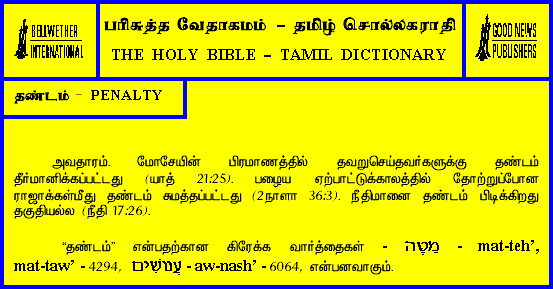 BELLWETHER
INTERNATIONAL
பரிசுத்த வேதாகமம் – தமிழ் சொல்லகராதி
THE HOLY BIBLE – TAMIL DICTIONARY
GOOD NEWS
PUBLISHERS
தண்டம் – PENALTY
அவதாரம். மோசேயின் பிரமாணத்தில் தவறுசெய்தவர்களுக்கு தண்டம்
தீர்மானிக்கப்பட்டது (யாத் 21:25). பழைய ஏற்பாட்டுக்காலத்தில் தோற்றுப்போன
ராஜாக்கள்மீது தண்டம் சுமத்தப்பட்டது (2நாளா 36:3). நீதிமானை தண்டம் பிடிக்கிறது
தகுதியல்ல (நீதி 17:26).
“தண்டம்” என்பதற்கான கிரேக்க வார்த்தைகள் - מַטֶּה - mat-teh’,
mat-taw’ - 4294, עֲנוּשִׁים - aw-nash’ - 6064, என்பனவாகும்.